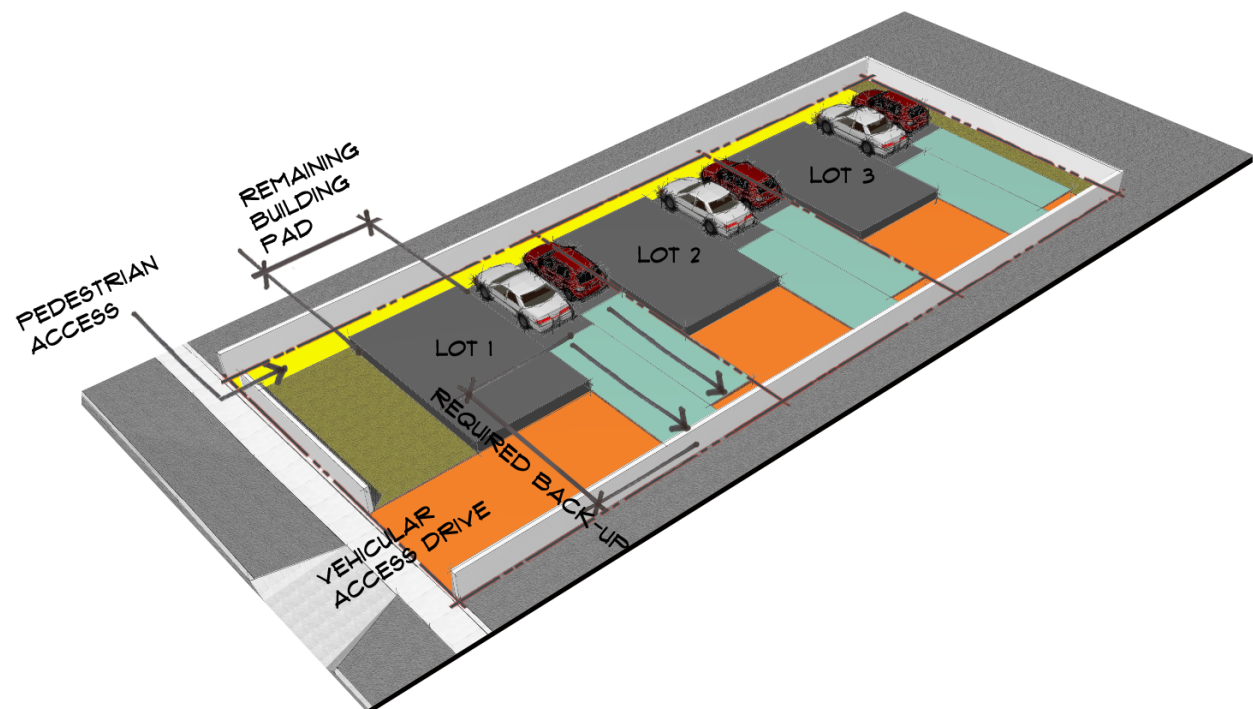 REMAINING
BUILDING
PAD
PEDESTRIAN
ACCESS
LOT 1
LOT 2
LOT 3
REQUIRED BACK-UP
VEHICULAR
ACCESS DRIVE